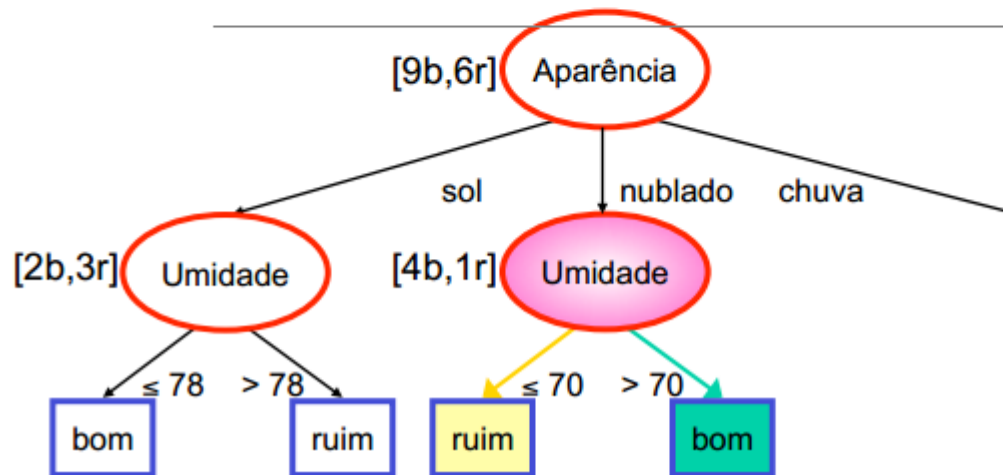 [9b,6r] Aparência
sol nublado chuva
[2b,3r] Umidade [4b,1r] Umidade
≤ 78 > 78 ≤ 70 > 70
bom ruim ruim bom